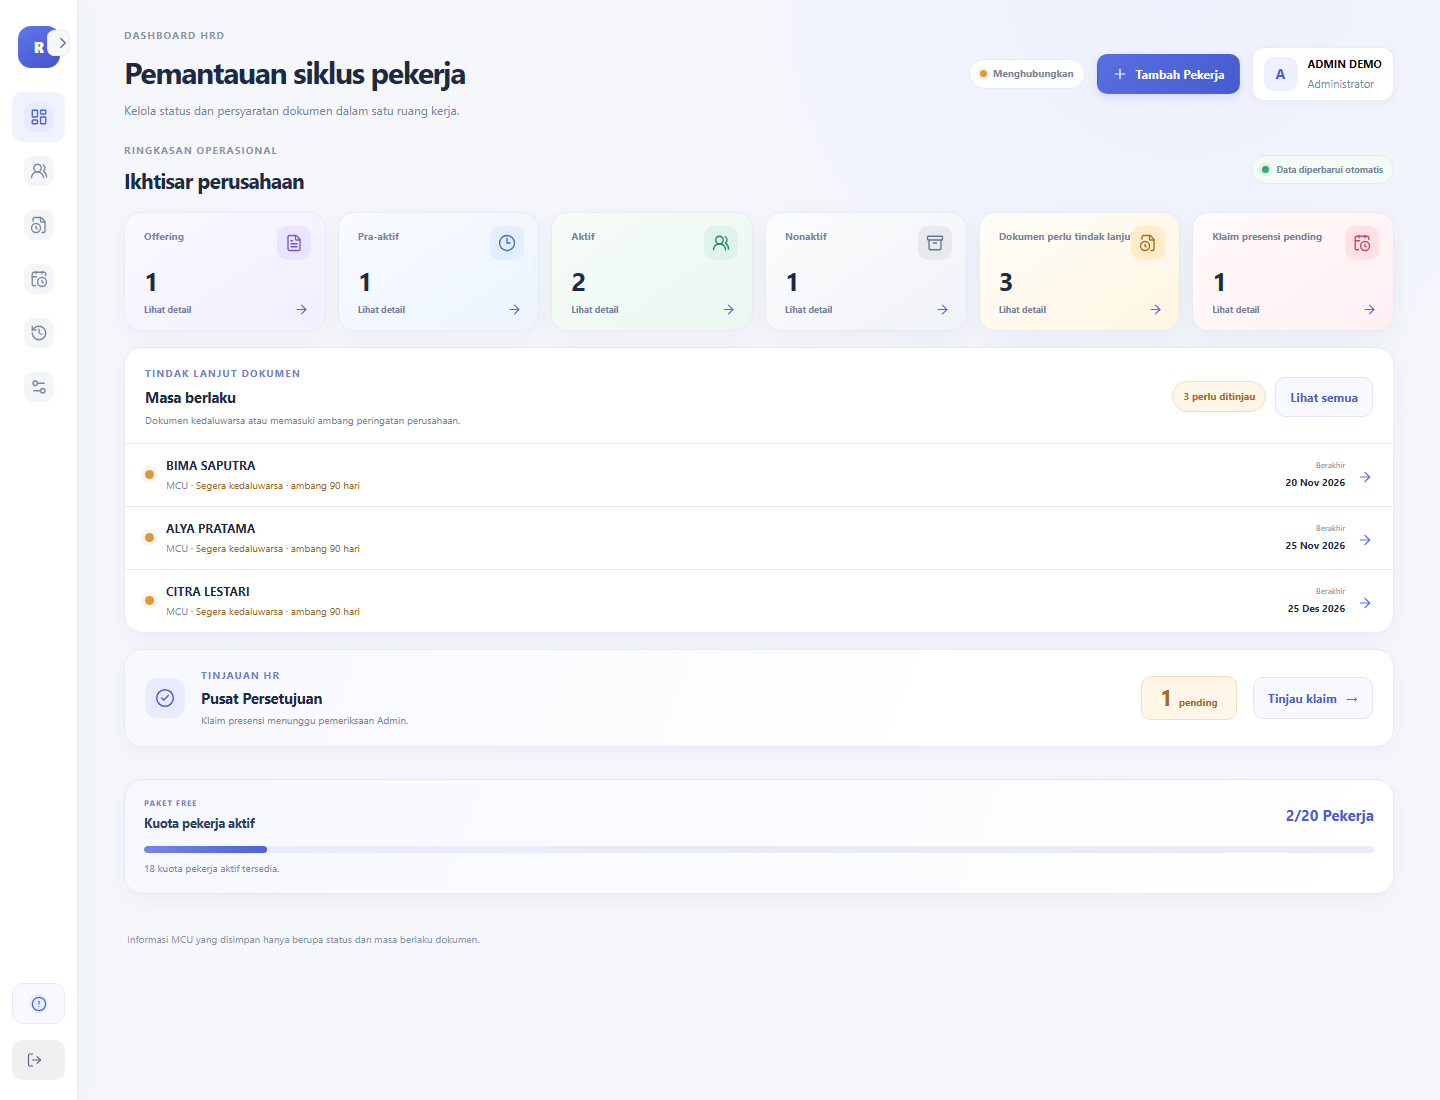 R
DASHBOARD HRD
Pemantauan siklus pekerja
Kelola status dan persyaratan dokumen dalam satu ruang kerja.
Menghubungkan
Tambah Pekerja
A
ADMIN DEMO
Administrator
RINGKASAN OPERASIONAL
Ikhtisar perusahaan
Data diperbarui otomatis
Offering
1
Lihat detail
Pra-aktif
1
Lihat detail
Aktif
2
Lihat detail
Nonaktif
1
Lihat detail
Dokumen perlu tindak lanjut
3
Lihat detail
Klaim presensi pending
1
Lihat detail
TINDAK LANJUT DOKUMEN
Masa berlaku
Dokumen kedaluwarsa atau memasuki ambang peringatan perusahaan.
3 perlu ditinjau
Lihat semua
BIMA SAPUTRA
MCU · Segera kedaluwarsa · ambang 90 hari
Berakhir
20 Nov 2026
ALYA PRATAMA
MCU · Segera kedaluwarsa · ambang 90 hari
Berakhir
25 Nov 2026
CITRA LESTARI
MCU · Segera kedaluwarsa · ambang 90 hari
Berakhir
25 Des 2026
TINJAUAN HR
Pusat Persetujuan
Klaim presensi menunggu pemeriksaan Admin.
1 pending
Tinjau klaim →
PAKET FREE
Kuota pekerja aktif
2/20 Pekerja
18 kuota pekerja aktif tersedia.
Informasi MCU yang disimpan hanya berupa status dan masa berlaku dokumen.